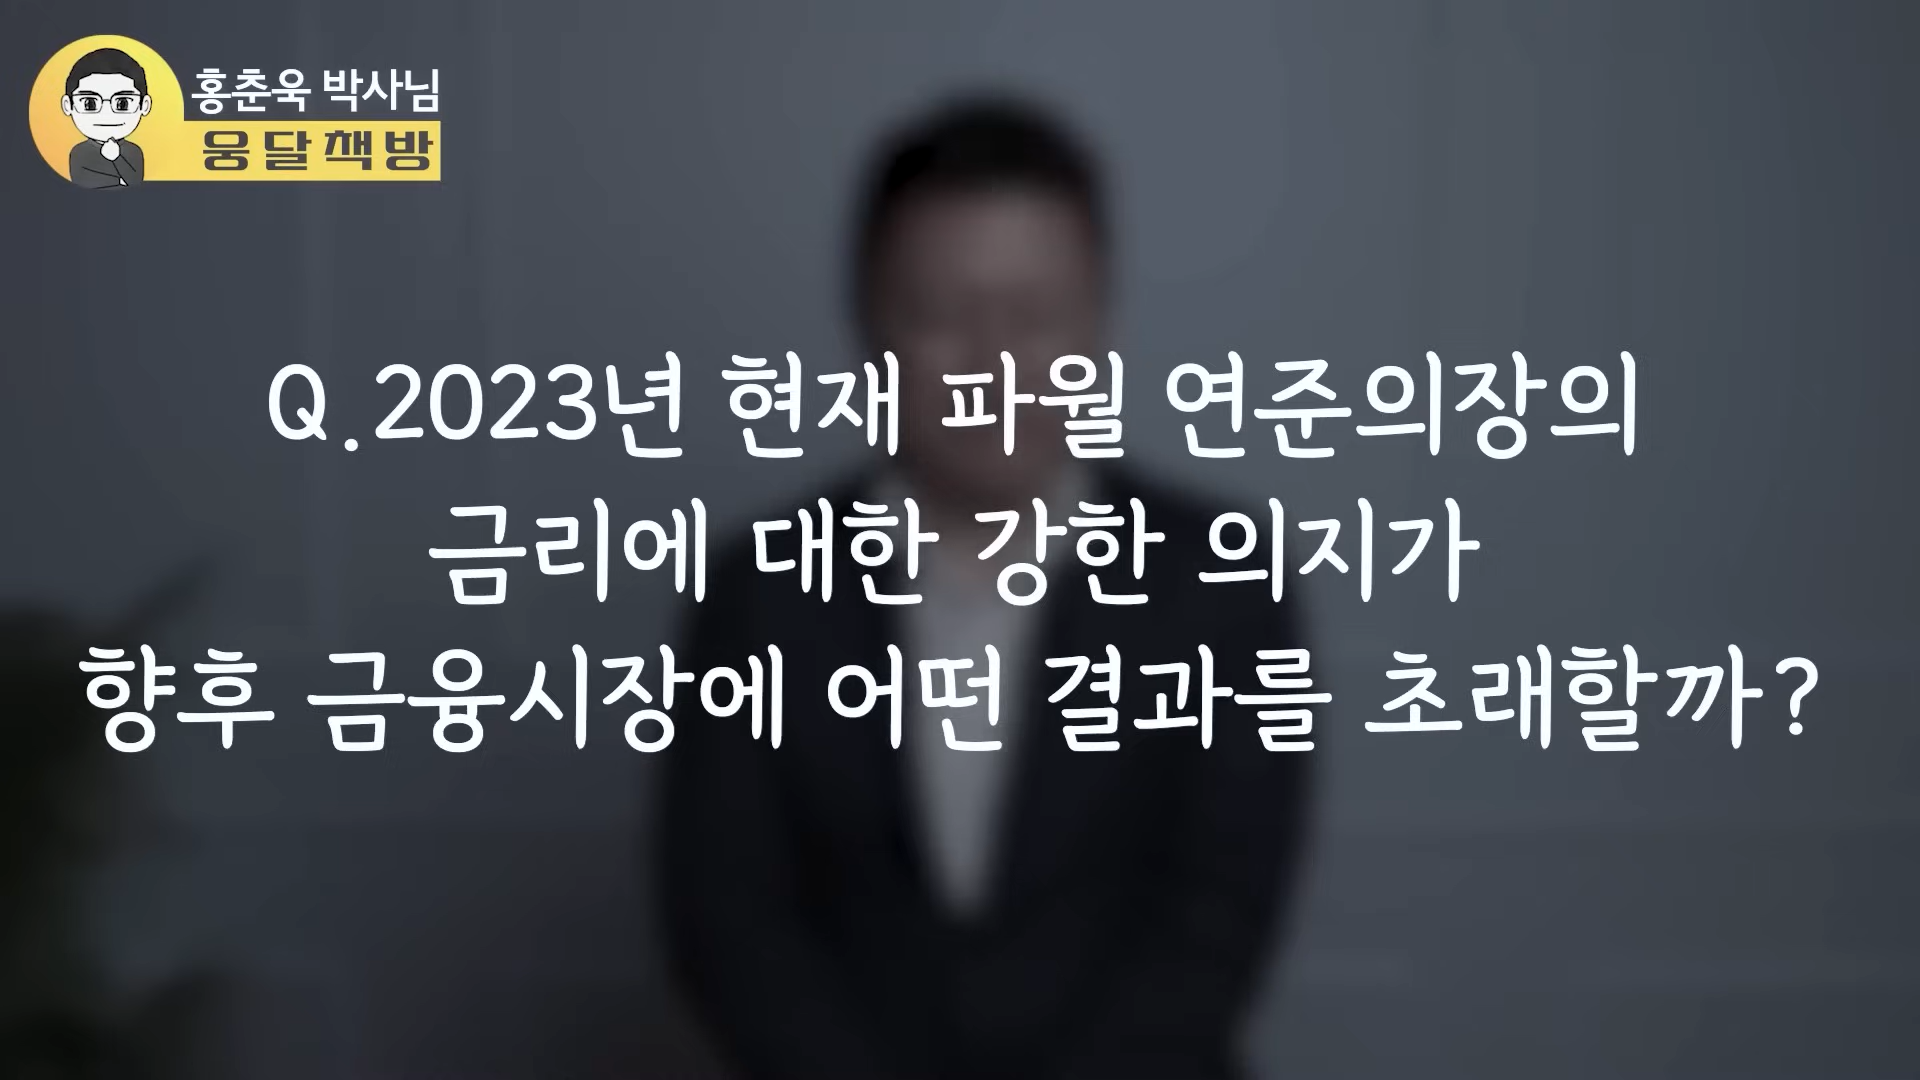 홍춘욱 박사님
웅달책방
Q.2023년 현재 파월 연준의장의
금리에 대한 강한 의지가
향후 금융시장에 어떤 결과를 초래할까?